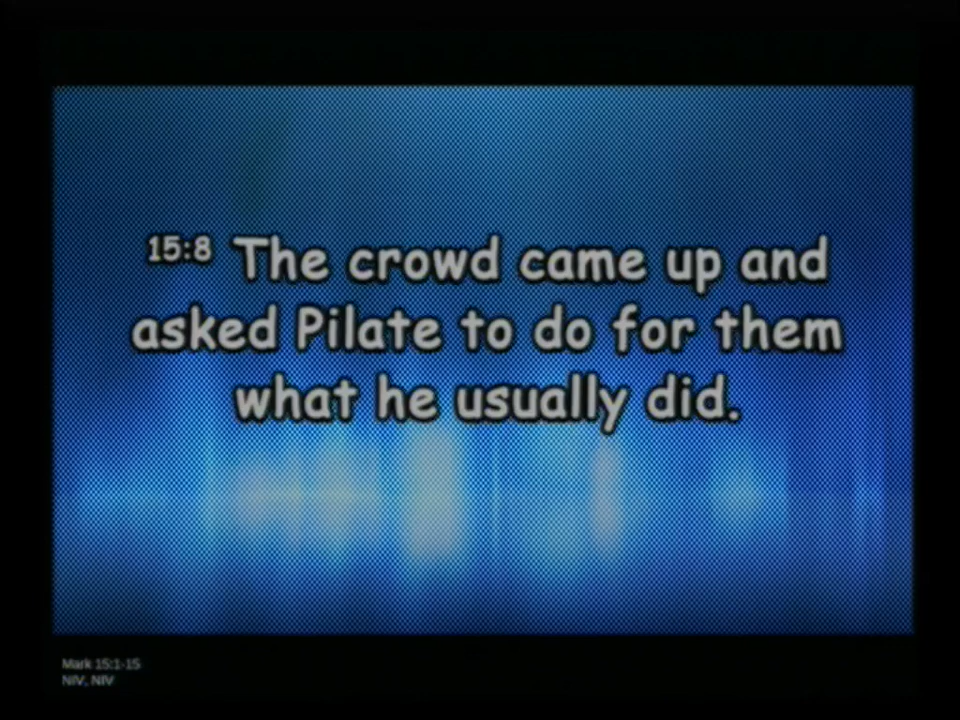 15:8 The crowd came up and
asked Pilate to do for them
what he usually did.
Mark 15:1-15
NIV, NIV